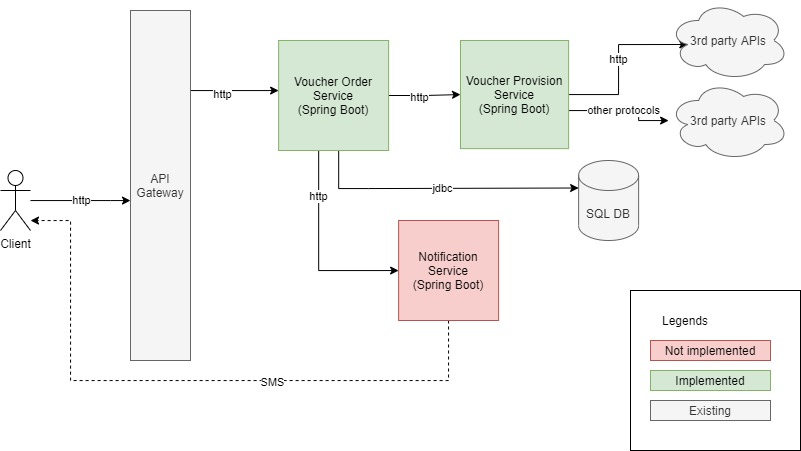 3rd party APIs
http
Voucher Order
Service
(Spring Boot)
Voucher Provision
Service
(Spring Boot)
http
http
other protocols
3rd party APIs
API
Gateway
http
Client
http
jdbc
SQL DB
Notification
Service
(Spring Boot)
SMS
Legends
Not implemented
Implemented
Existing